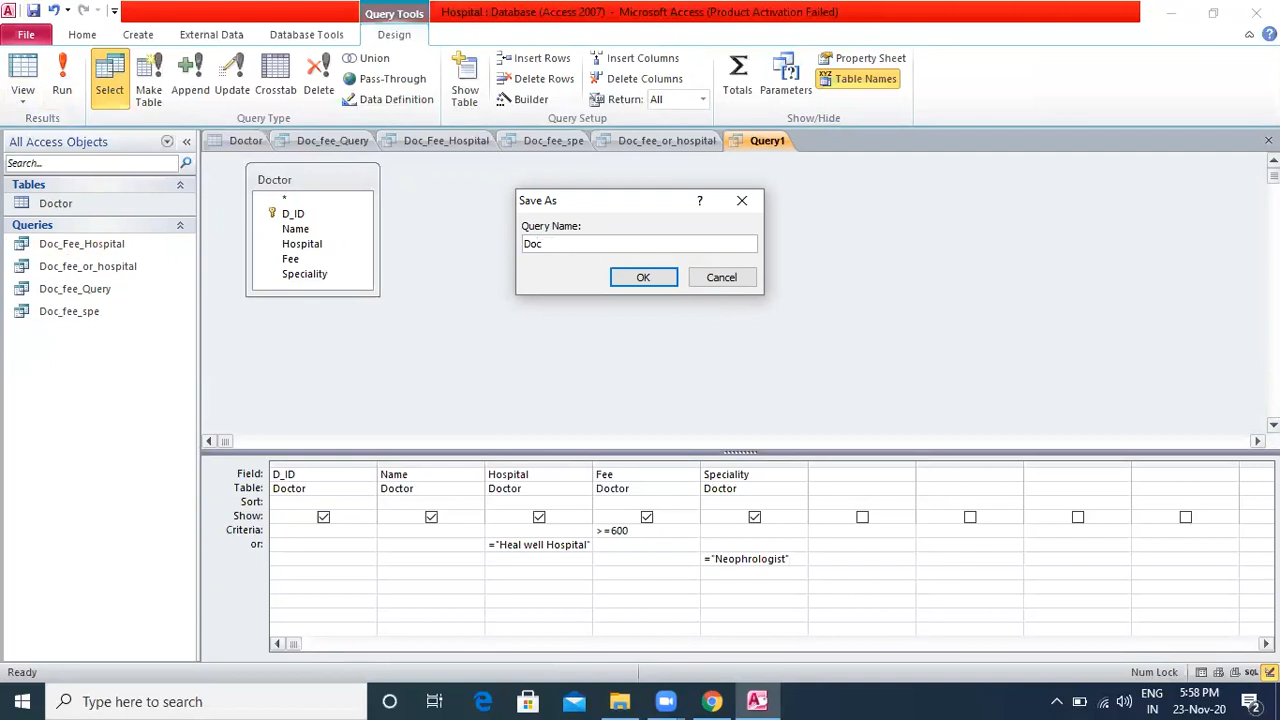 Query Tools
Hospital : Database (Access 2007) - Microsoft Access (Product Activation Failed)
File
Home
Create
External Data
Database Tools
Design
View
Run
Select
Make Table
Append
Update
Crosstab
Delete
Union
Pass-Through
Data Definition
Show Table
Insert Rows
Delete Rows
Builder
Insert Columns
Delete Columns
Return: All
Totals
Parameters
Property Sheet
Table Names
Results
Query Type
Query Setup
Show/Hide
All Access Objects
Search...
Tables
Doctor
Queries
Doc_Fee_Hospital
Doc_fee_or_hospital
Doc_fee_Query
Doc_fee_spe
Doctor
Doc_fee_Query
Doc_Fee_Hospital
Doc_fee_spe
Doc_fee_or_hospital
Query1
Doctor
*
D_ID
Name
Hospital
Fee
Speciality
Save As
?
Query Name:
Doc
OK
Cancel
Field: D_ID Name Hospital Fee Speciality
Table: Doctor Doctor Doctor Doctor Doctor
Sort:
Show:
Criteria: >=600
or: ="Heal well Hospital"
="Neophrologist"
Ready
Num Lock
SQL
Type here to search
ENG
IN
5:58 PM
23-Nov-20
2